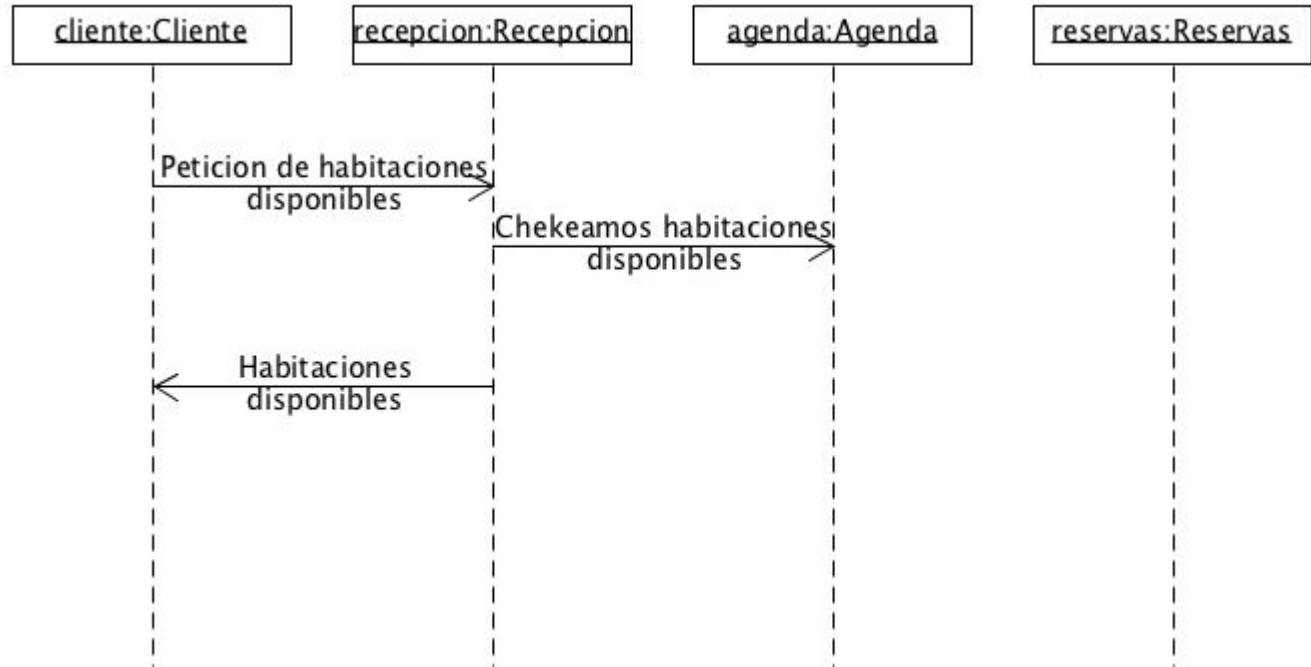 cliente:Cliente
recepcion:Recepcion
agenda:Agenda
reservas:Reservas
Peticion de habitaciones
disponibles
Chekeamos habitaciones
disponibles
Habitaciones
disponibles